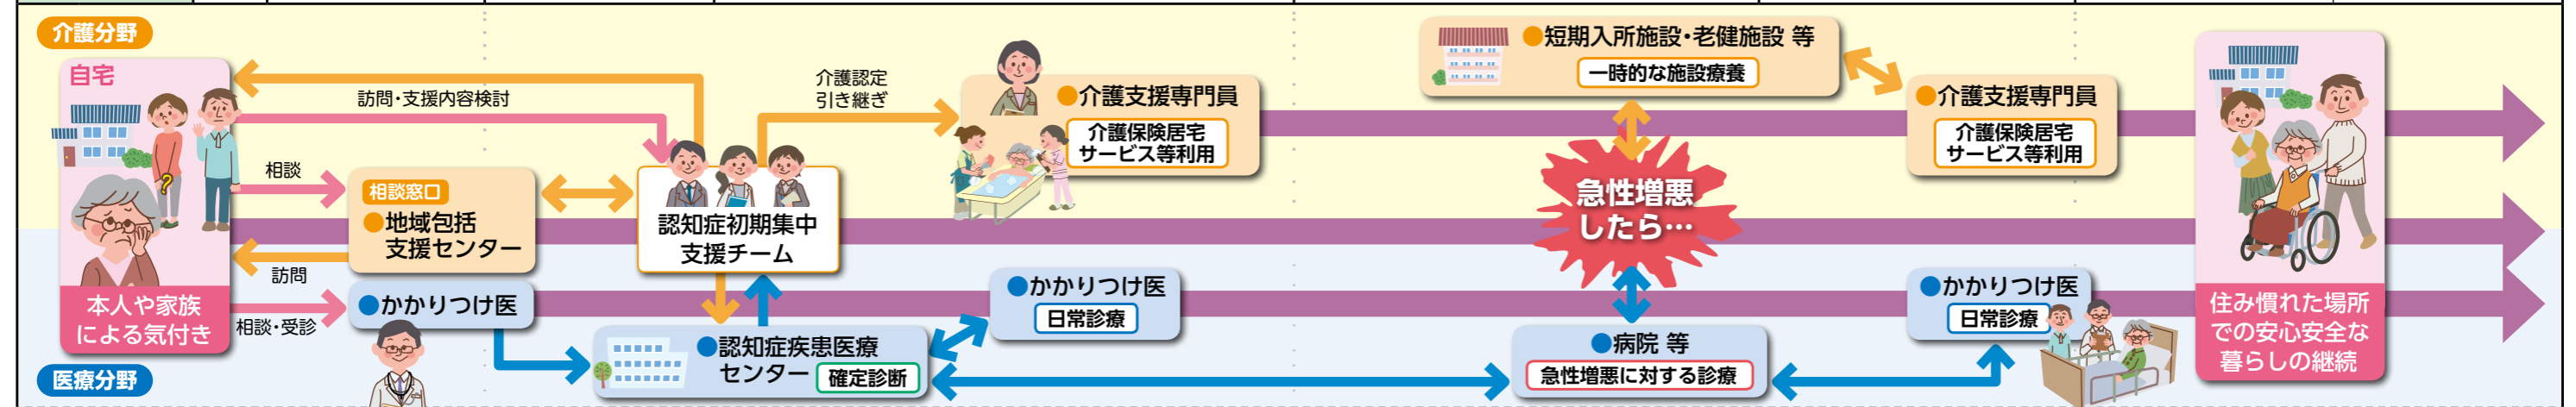 介護分野
自宅
本人や家族
による気付き
訪問・支援内容検討
相談
訪問
相談・受診
相談窓口
●地域包括
支援センター
●かかりつけ医
医療分野
認知症初期集中
支援チーム
介護認定
引き継ぎ
●介護支援専門員
介護保険居宅
サービス等利用
●認知症疾患医療
センター
確定診断
●かかりつけ医
日常診療
●短期入所施設・老健施設 等
一時的な施設療養
急性増悪
したら…
●病院 等
急性増悪に対する診療
●介護支援専門員
介護保険居宅
サービス等利用
●かかりつけ医
日常診療
住み慣れた場所
での安心安全な
暮らしの継続